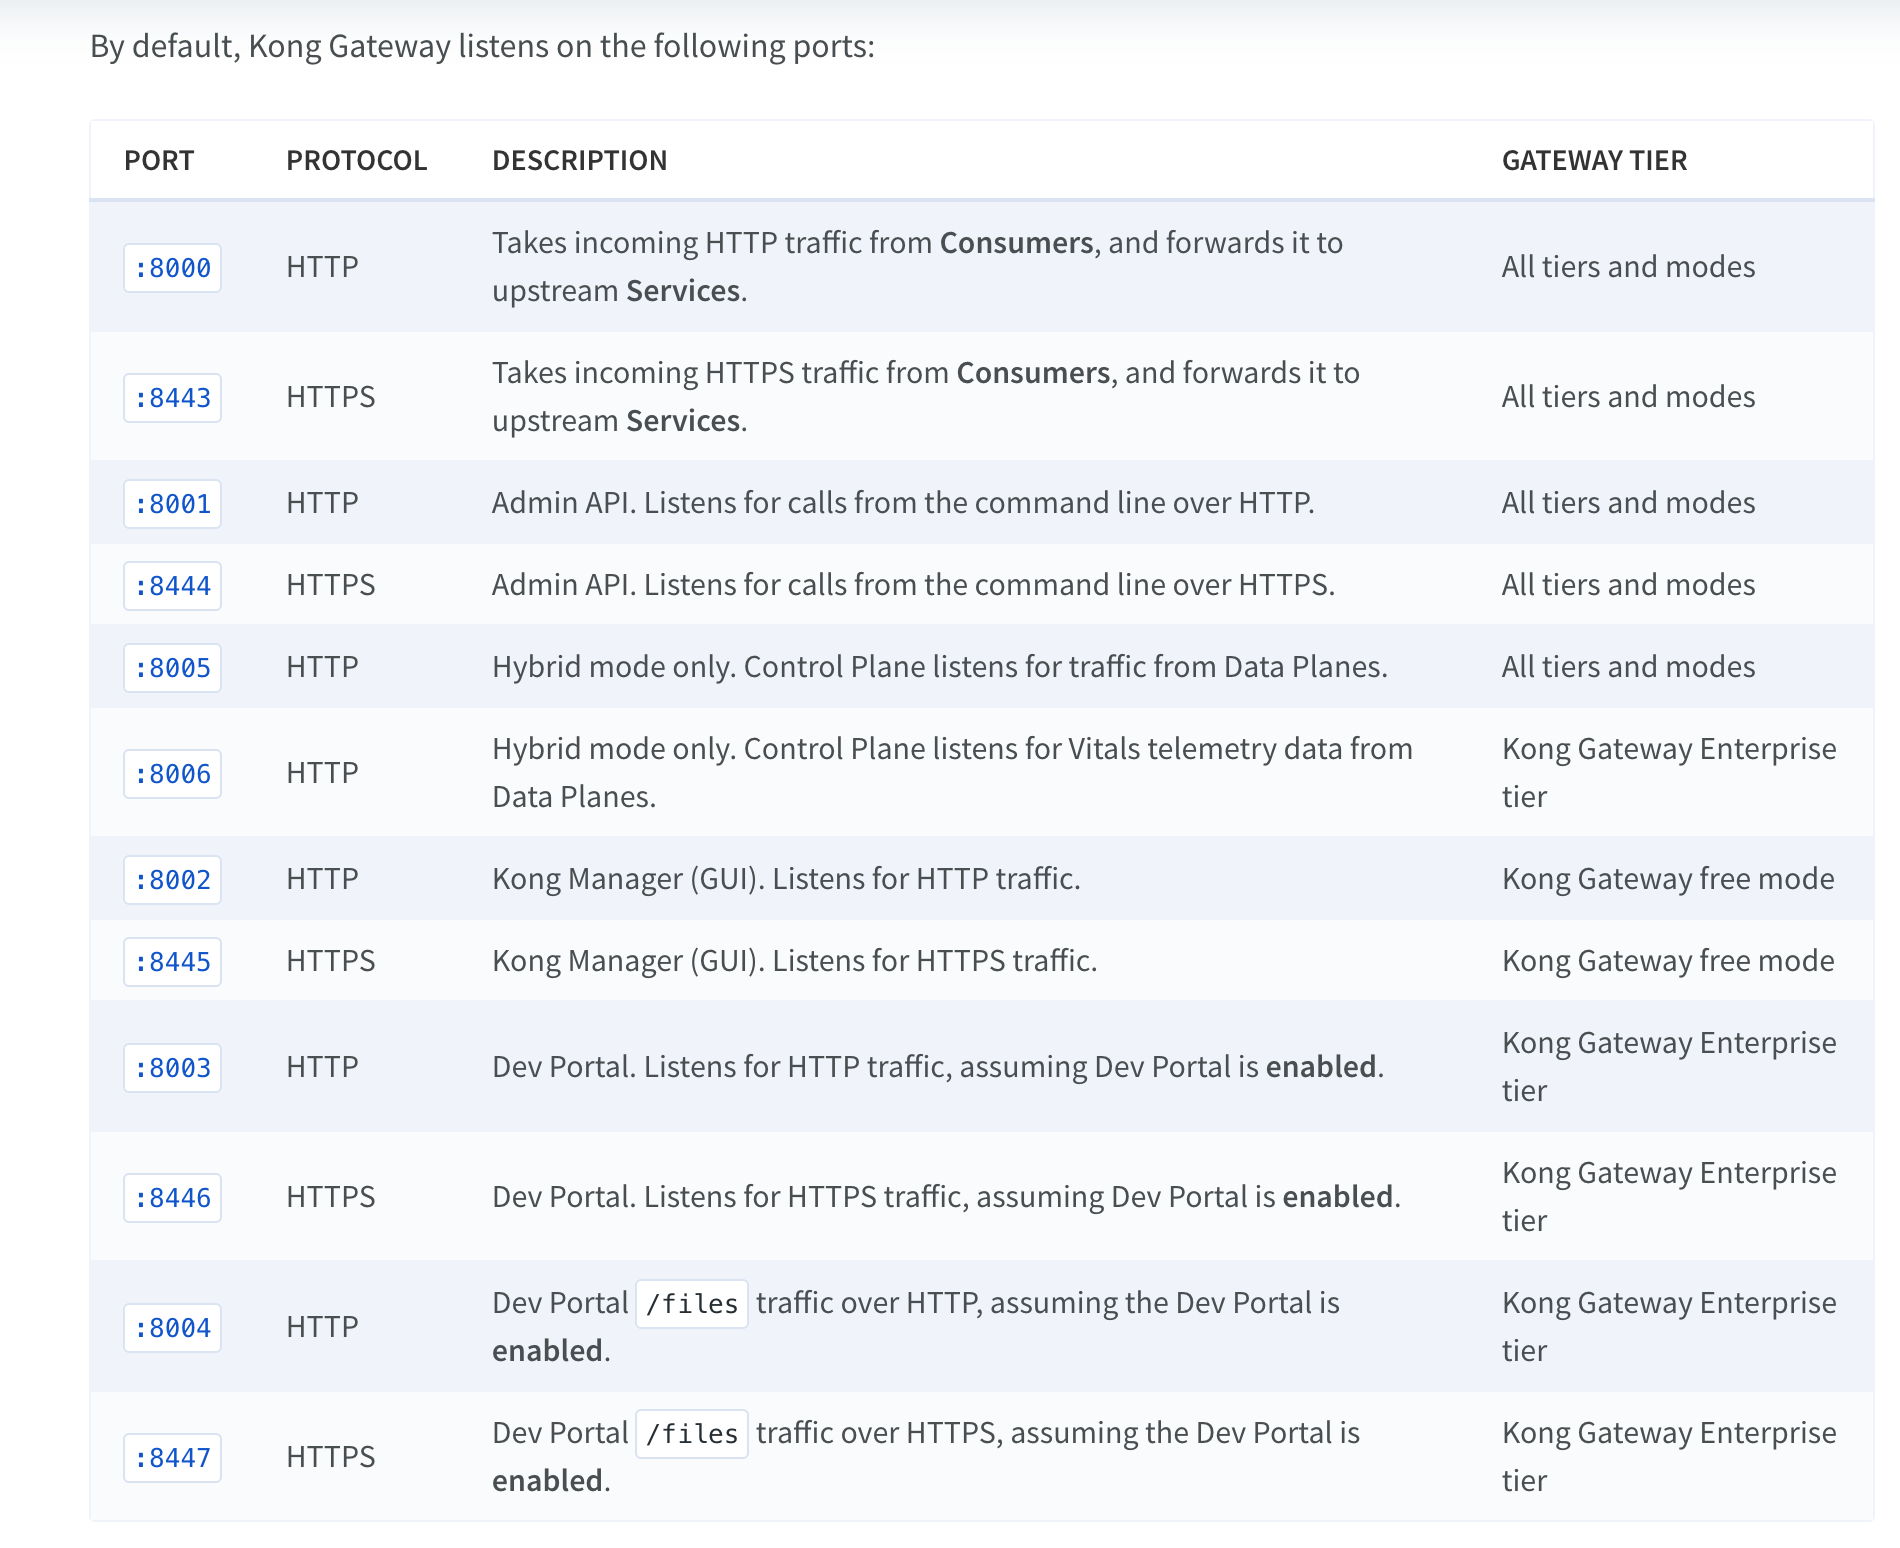 By default, Kong Gateway listens on the following ports:
PORT PROTOCOL DESCRIPTION GATEWAY TIER
:8000 HTTP Takes incoming HTTP traffic from Consumers, and forwards it to
upstream Services. All tiers and modes
:8443 HTTPS Takes incoming HTTPS traffic from Consumers, and forwards it to
upstream Services. All tiers and modes
:8001 HTTP Admin API. Listens for calls from the command line over HTTP. All tiers and modes
:8444 HTTPS Admin API. Listens for calls from the command line over HTTPS. All tiers and modes
:8005 HTTP Hybrid mode only. Control Plane listens for traffic from Data Planes. All tiers and modes
:8006 HTTP Hybrid mode only. Control Plane listens for Vitals telemetry data from
Data Planes. Kong Gateway Enterprise
tier
:8002 HTTP Kong Manager (GUI). Listens for HTTP traffic. Kong Gateway free mode
:8445 HTTPS Kong Manager (GUI). Listens for HTTPS traffic. Kong Gateway free mode
:8003 HTTP Dev Portal. Listens for HTTP traffic, assuming Dev Portal is enabled. Kong Gateway Enterprise
tier
:8446 HTTPS Dev Portal. Listens for HTTPS traffic, assuming Dev Portal is enabled. Kong Gateway Enterprise
tier
:8004 HTTP Dev Portal /files traffic over HTTP, assuming the Dev Portal is
enabled. Kong Gateway Enterprise
tier
:8447 HTTPS Dev Portal /files traffic over HTTPS, assuming the Dev Portal is
enabled. Kong Gateway Enterprise
tier